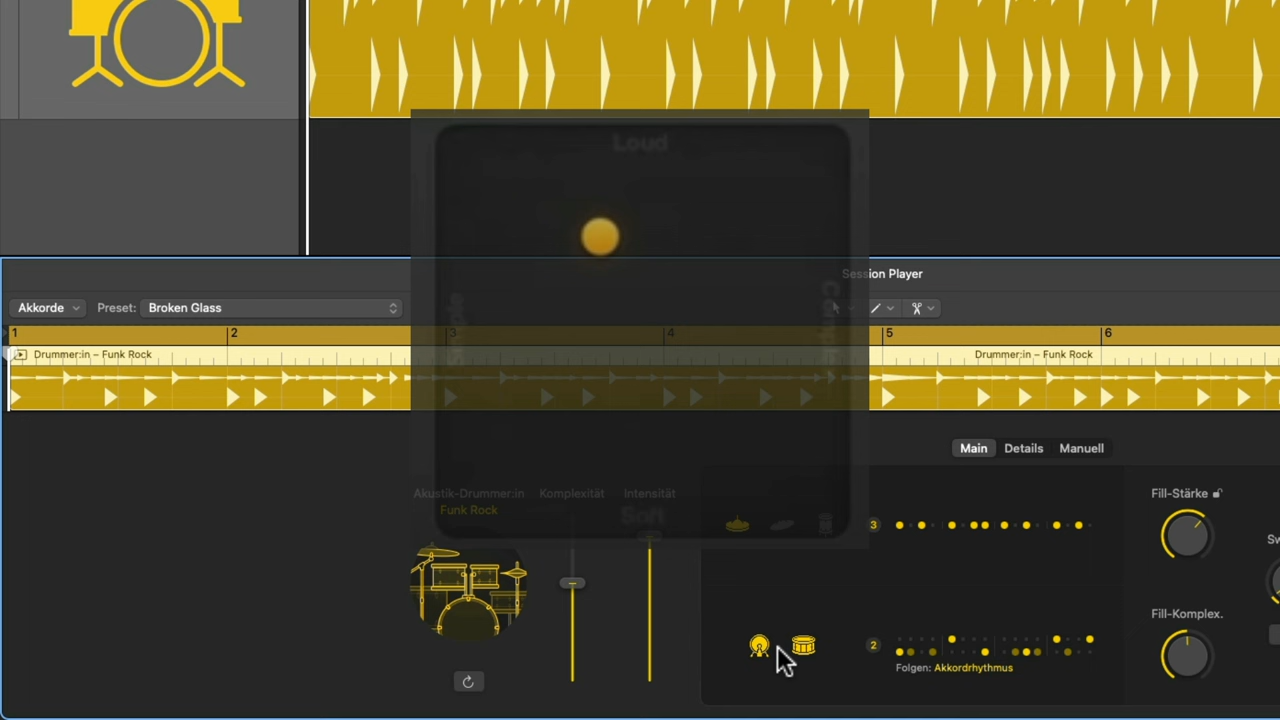 Loud
Session Player
Akkorde
Preset: Broken Glass
1 2 3 4 5 6
Drummer:in – Funk Rock
Drummer:in – Funk Rock
Main Details Manuell
Akustik-Drummer:in
Funk Rock
Komplexität
Intensität
Soft
3
Fill-Stärke
Fill-Komplex.
2
Folgen: Akkordrhythmus